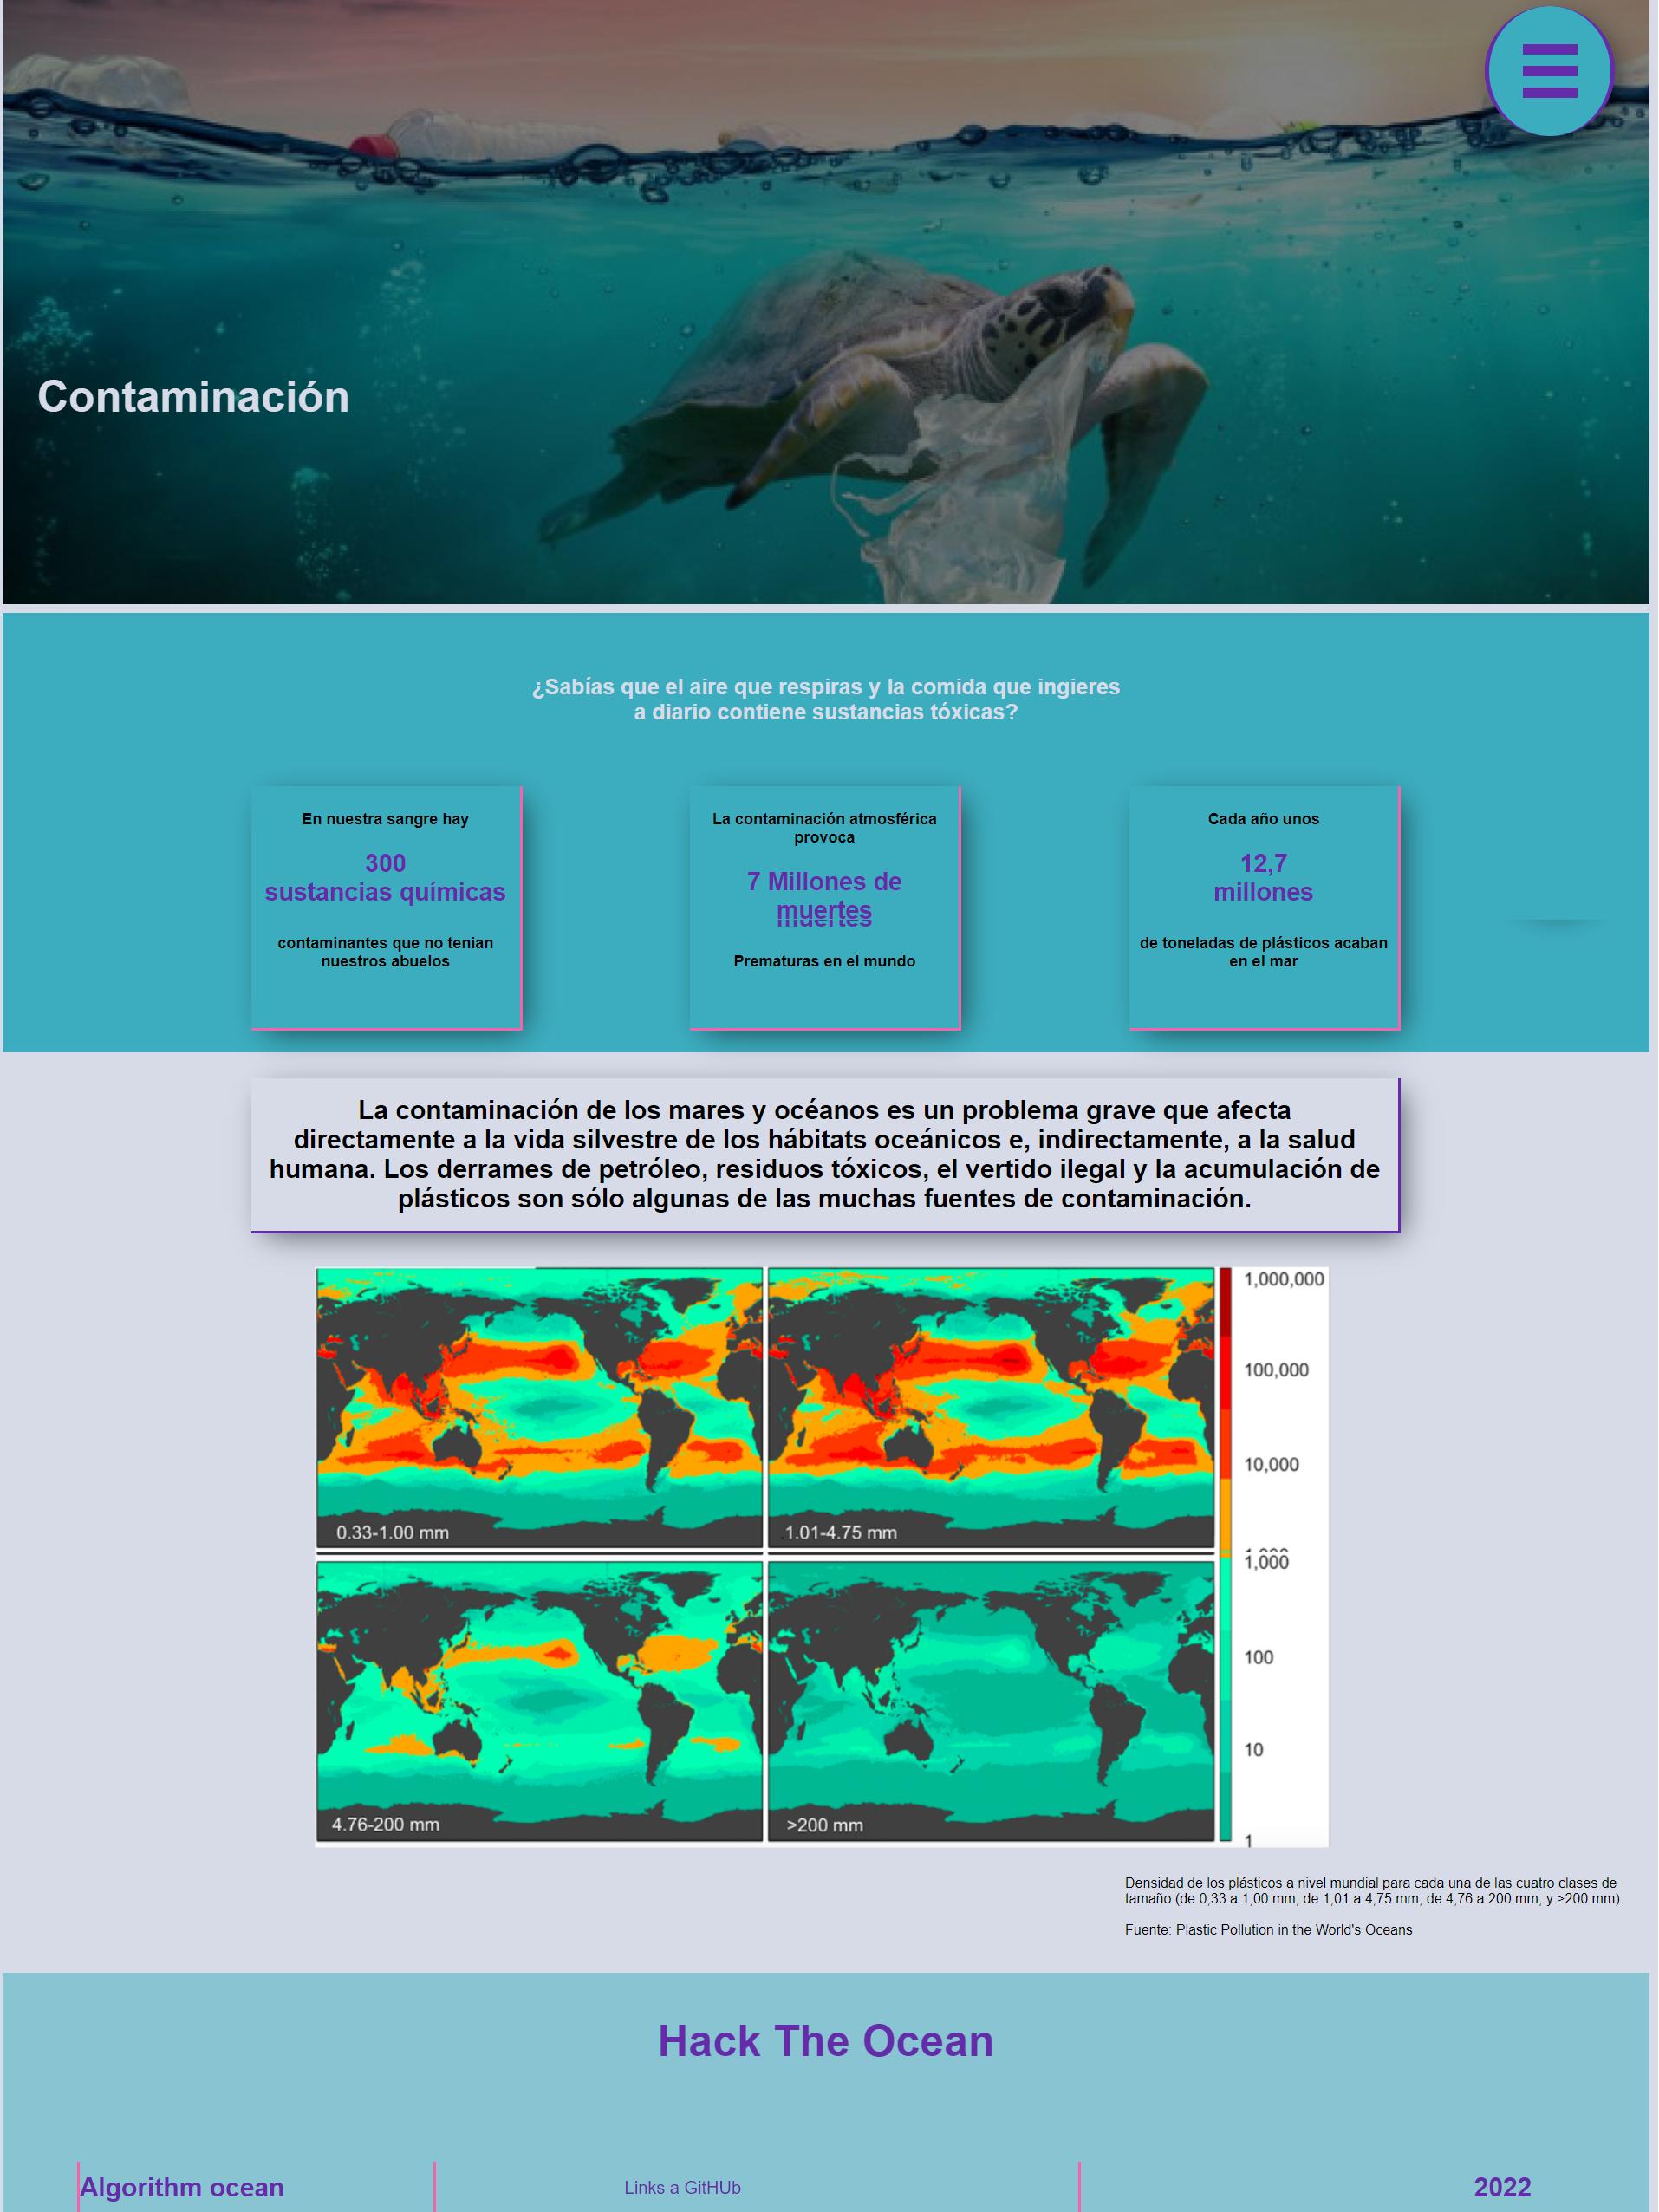 Contaminación
¿Sabías que el aire que respiras y la comida que ingieres
a diario contiene sustancias tóxicas?
En nuestra sangre hay
300
sustancias químicas
contaminantes que no tenian
nuestros abuelos
La contaminación atmosférica
provoca
7 Millones de
muertes
Prematuras en el mundo
Cada año unos
12,7
millones
de toneladas de plásticos acaban
en el mar
La contaminación de los mares y océanos es un problema grave que afecta
directamente a la vida silvestre de los hábitats oceánicos e, indirectamente, a la salud
humana. Los derrames de petróleo, residuos tóxicos, el vertido ilegal y la acumulación de
plásticos son sólo algunas de las muchas fuentes de contaminación.
0.33-1.00 mm
1.01-4.75 mm
4.76-200 mm
>200 mm
1,000,000
100,000
10,000
1,000
100
10
1
Densidad de los plásticos a nivel mundial para cada una de las cuatro clases de
tamaño (de 0,33 a 1,00 mm, de 1,01 a 4,75 mm, de 4,76 a 200 mm, y >200 mm).
Fuente: Plastic Pollution in the World's Oceans
Hack The Ocean
Algorithm ocean
Links a GitHUb
2022